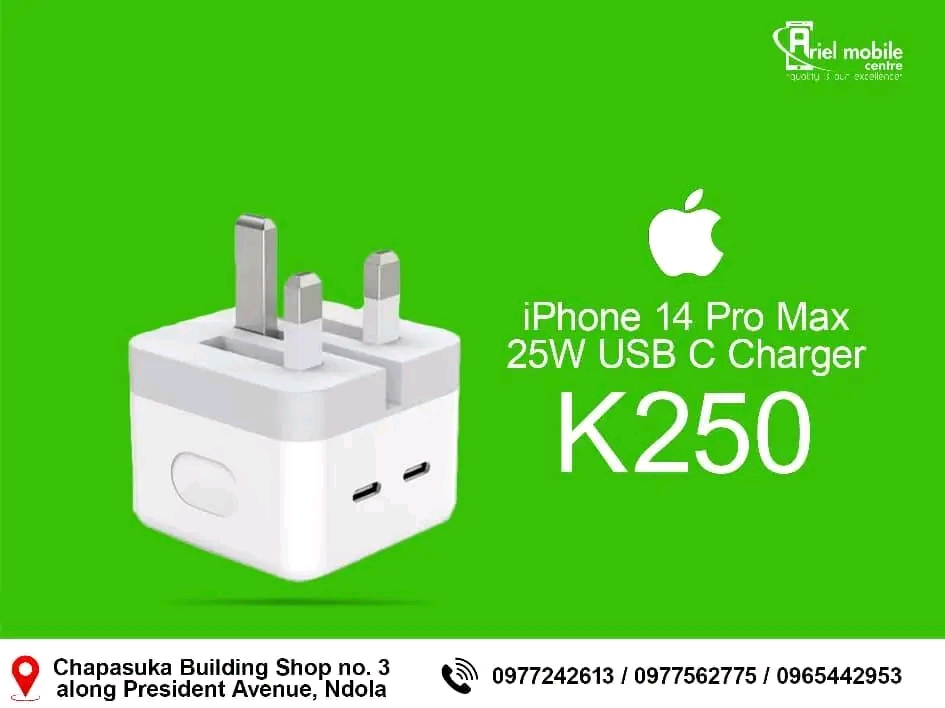 Ariel mobile
centre
"quality is our excellence"
iPhone 14 Pro Max
25W USB C Charger
K250
Chapasuka Building Shop no. 3
along President Avenue, Ndola
0977242613 / 0977562775 / 0965442953